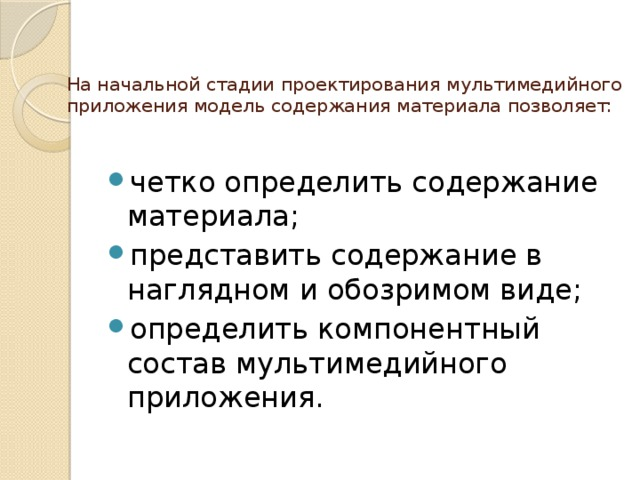 На начальной стадии проектирования мультимедийного
приложения модель содержания материала позволяет:
четко определить содержание
материала;
представить содержание в
наглядном и обозримом виде;
определить компонентный
состав мультимедийного
приложения.